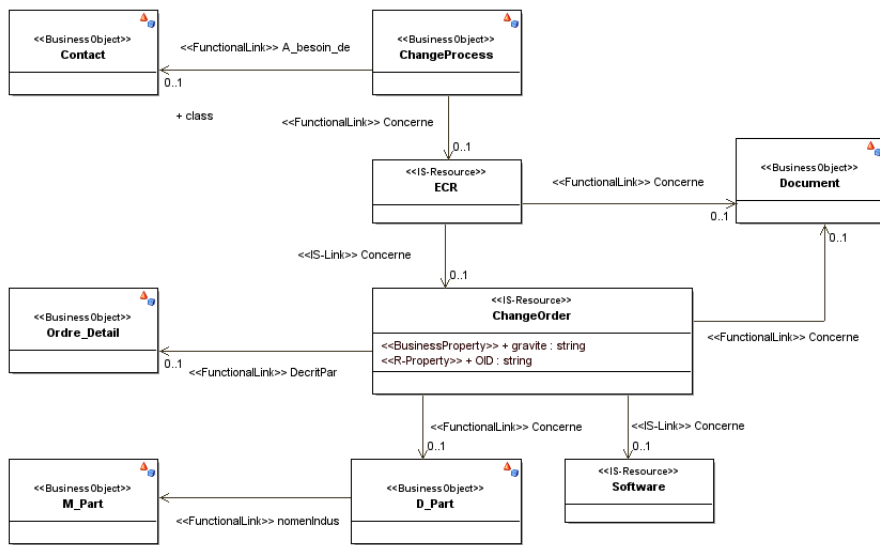 <<BusinessObject>>
Contact
<<FunctionalLink>> A_besoin_de
0..1
<<BusinessObject>>
ChangeProcess
+ class
<<FunctionalLink>> Concerne
0..1
<<IS-Resource>>
ECR
<<FunctionalLink>> Concerne
0..1
<<BusinessObject>>
Document
0..1
<<IS-Link>> Concerne
0..1
<<BusinessObject>>
Ordre_Detail
0..1
<<FunctionalLink>> DecritPar
<<IS-Resource>>
ChangeOrder
<<BusinessProperty>> + gravite : string
<<R-Property>> + OID : string
<<FunctionalLink>> Concerne
<<FunctionalLink>> Concerne
0..1
<<IS-Link>> Concerne
0..1
<<BusinessObject>>
M_Part
<<FunctionalLink>> nomenIndus
<<BusinessObject>>
D_Part
<<IS-Resource>>
Software